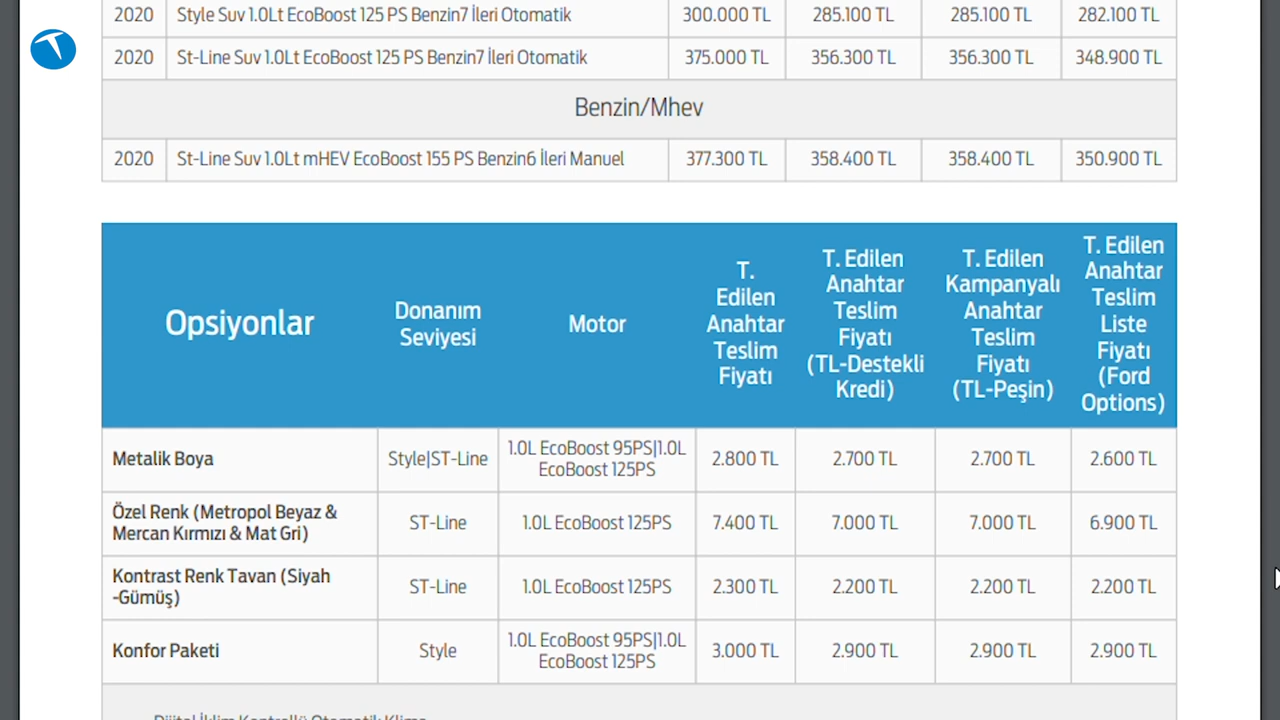 2020 Style Suv 1.0Lt EcoBoost 125 PS Benzin7 İleri Otomatik 300.000 TL 285.100 TL 285.100 TL 282.100 TL
2020 St-Line Suv 1.0Lt EcoBoost 125 PS Benzin7 İleri Otomatik 375.000 TL 356.300 TL 356.300 TL 348.900 TL
Benzin/Mhev
2020 St-Line Suv 1.0Lt mHEV EcoBoost 155 PS Benzin6 İleri Manuel 377.300 TL 358.400 TL 358.400 TL 350.900 TL
Opsiyonlar
Donanım
Seviyesi
Motor
T.
Edilen
Anahtar
Teslim
Fiyatı
T. Edilen
Anahtar
Teslim
Fiyatı
(TL-Destekli
Kredi)
T. Edilen
Kampanyalı
Anahtar
Teslim
Fiyatı
(TL-Peşin)
T. Edilen
Anahtar
Teslim
Liste
Fiyatı
(Ford
Options)
Metalik Boya
Style|ST-Line
1.0L EcoBoost 95PS|1.0L
EcoBoost 125PS
2.800 TL 2.700 TL 2.700 TL 2.600 TL
Özel Renk (Metropol Beyaz &
Mercan Kırmızı & Mat Gri)
ST-Line
1.0L EcoBoost 125PS
7.400 TL 7.000 TL 7.000 TL 6.900 TL
Kontrast Renk Tavan (Siyah
-Gümüş)
ST-Line
1.0L EcoBoost 125PS
2.300 TL 2.200 TL 2.200 TL 2.200 TL
Konfor Paketi
Style
1.0L EcoBoost 95PS|1.0L
EcoBoost 125PS
3.000 TL 2.900 TL 2.900 TL 2.900 TL
Dijital İklim Kontrollü Otomatik Klima